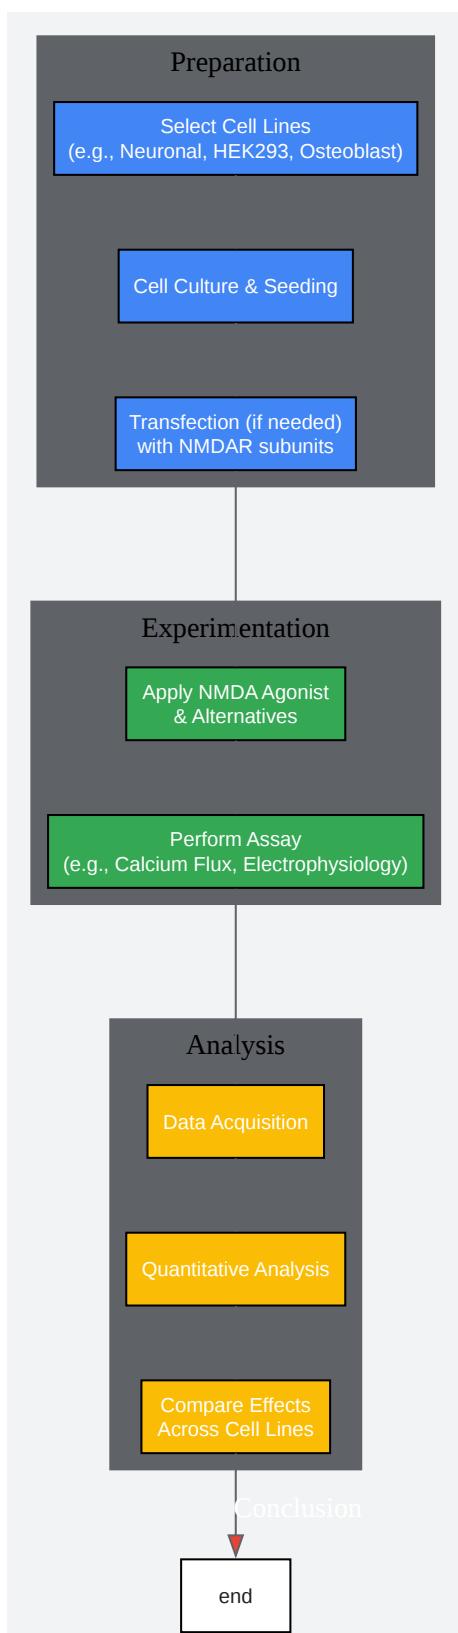 Preparation
Select Cell Lines
(e.g., Neuronal, HEK293, Osteoblast)
Cell Culture & Seeding
Transfection (if needed)
with NMDAR subunits
Experimentation
Apply NMDA Agonist
& Alternatives
Perform Assay
(e.g., Calcium Flux, Electrophysiology)
Analysis
Data Acquisition
Quantitative Analysis
Compare Effects
Across Cell Lines
Conclusion
end